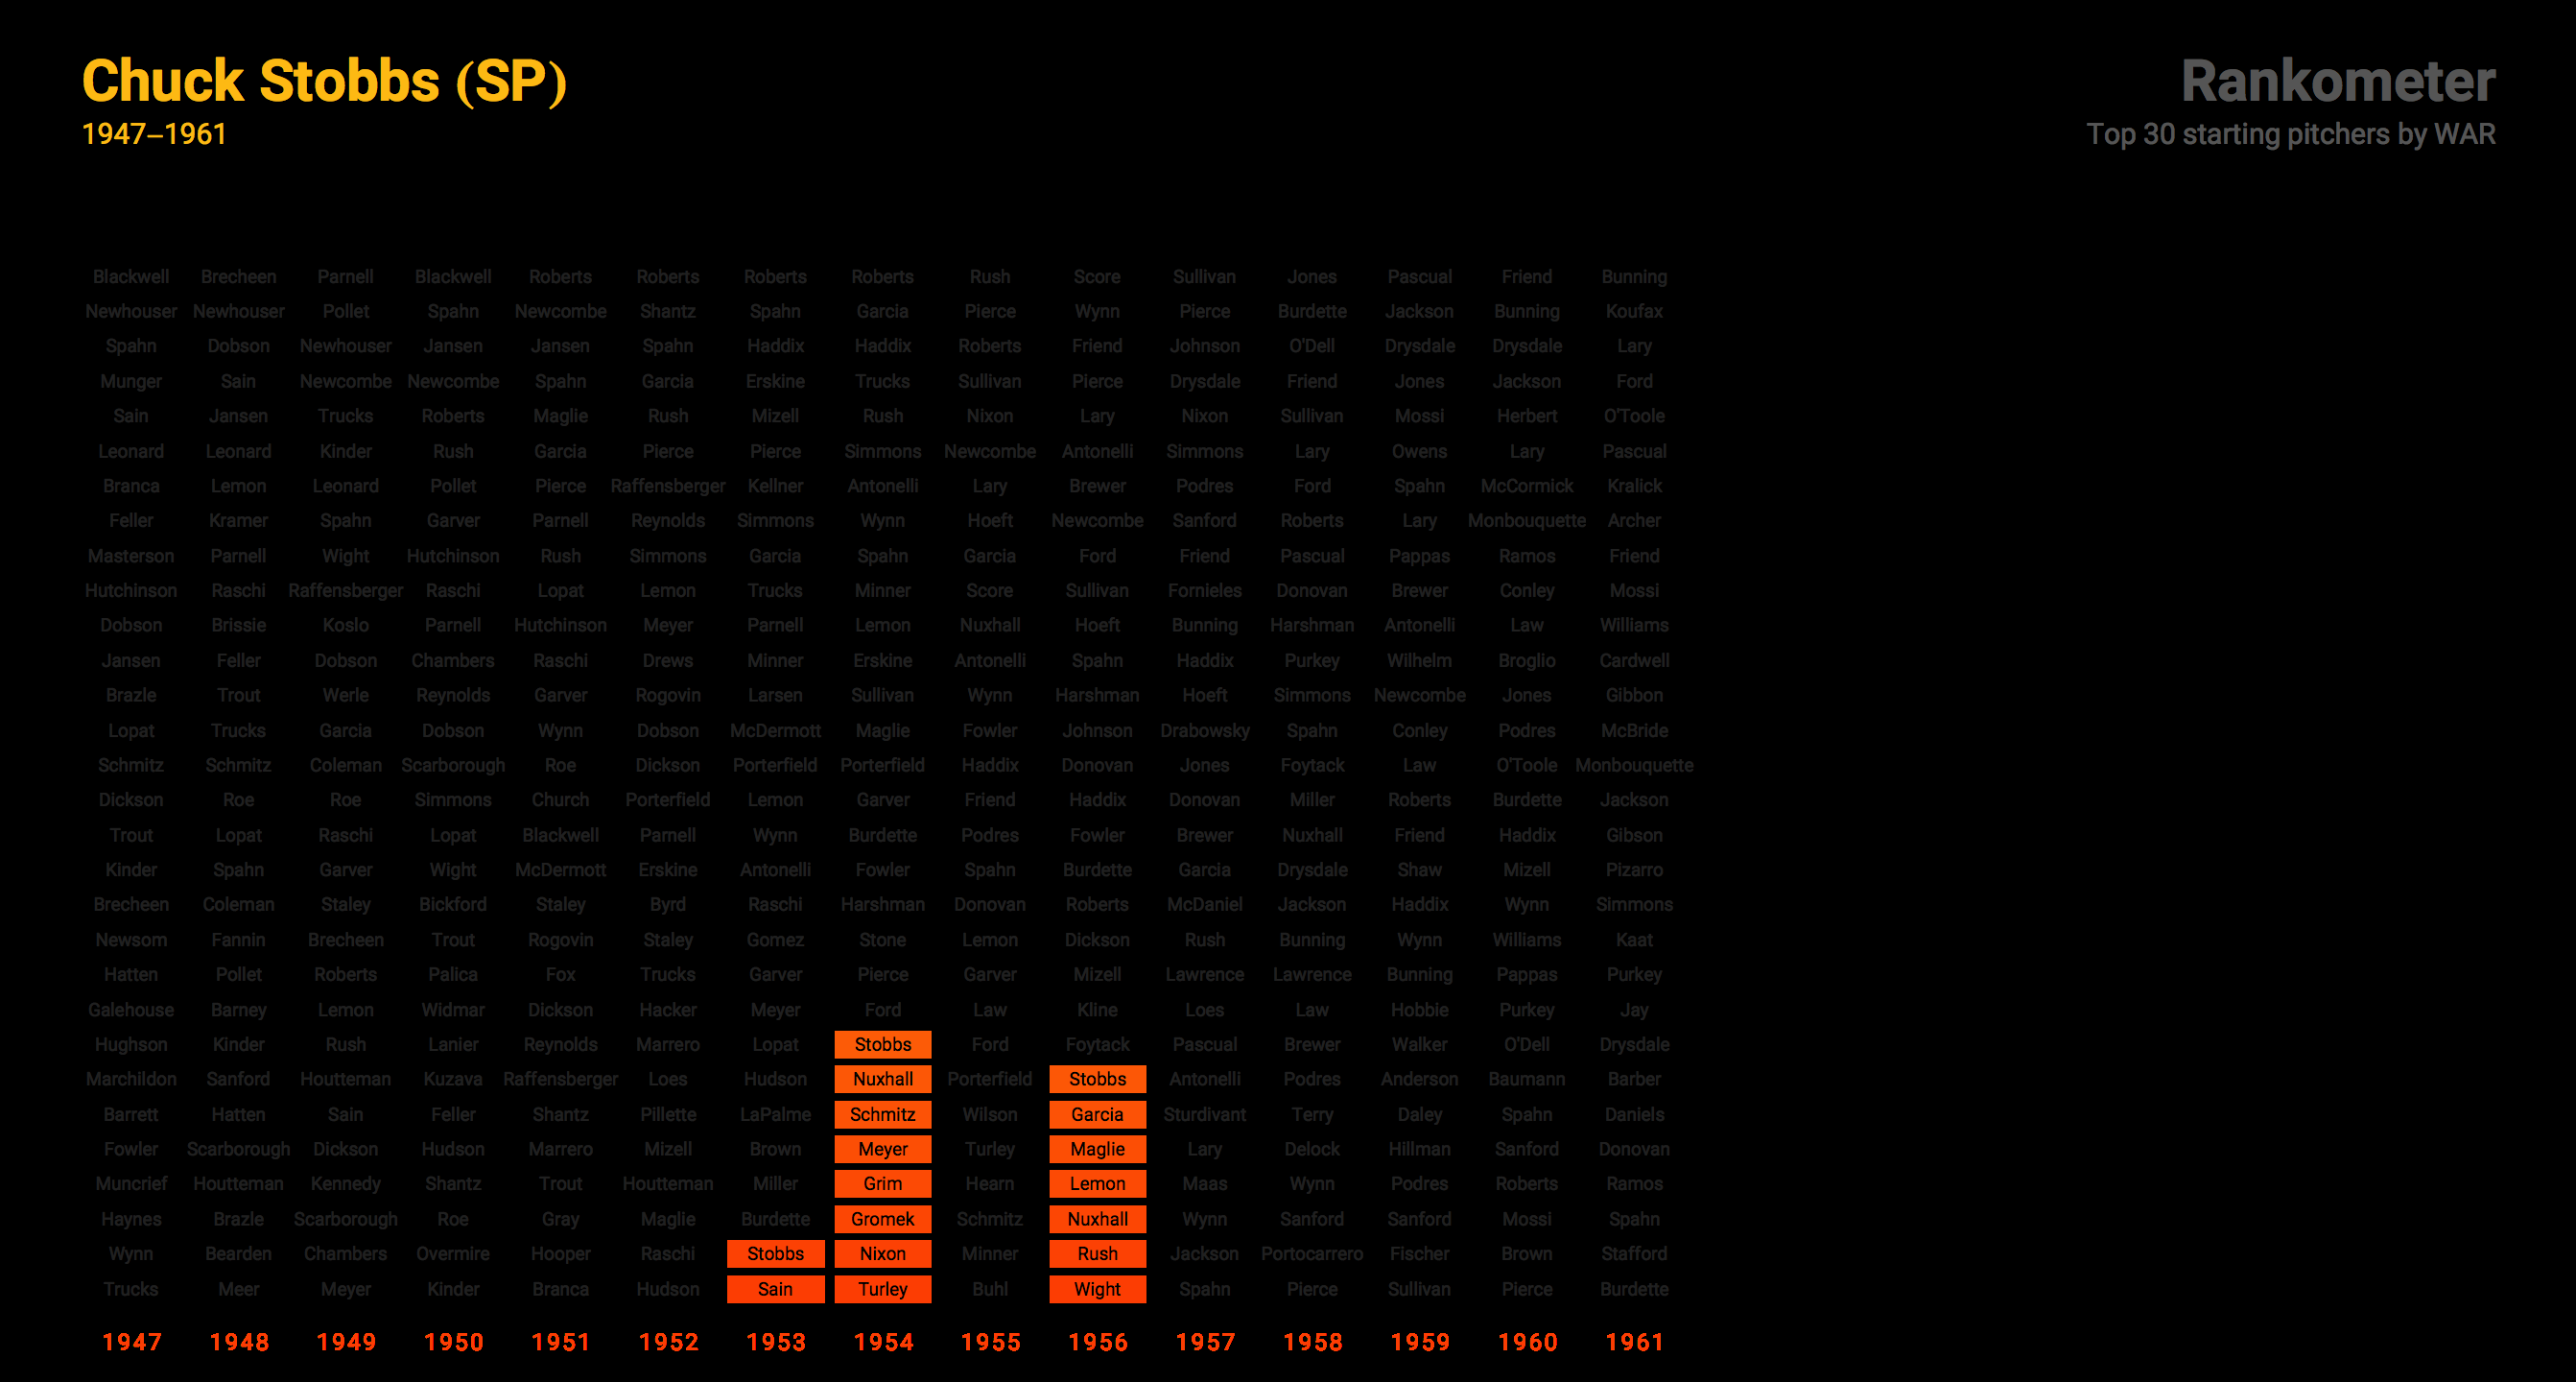 Chuck Stobbs (SP)
1947–1961
Rankometer
Top 30 starting pitchers by WAR
Blackwell Brecheen Parnell Blackwell Roberts Roberts Roberts Roberts Rush Score Sullivan Jones Pascual Friend Bunning
Newhouser Newhouser Pollet Spahn Newcombe Shantz Spahn Garcia Pierce Wynn Pierce Burdette Jackson Bunning Koufax
Spahn Dobson Newhouser Jansen Jansen Spahn Haddix Haddix Roberts Friend Johnson O'Dell Drysdale Drysdale Lary
Munger Sain Newcombe Newcombe Spahn Garcia Erskine Trucks Sullivan Pierce Drysdale Friend Jones Jackson Ford
Sain Jansen Trucks Roberts Maglie Rush Mizell Rush Nixon Lary Nixon Sullivan Mossi Herbert O'Toole
Leonard Leonard Kinder Rush Garcia Pierce Pierce Simmons Newcombe Antonelli Simmons Lary Owens Lary Pascual
Branca Lemon Leonard Pollet Pierce Raffensberger Kellner Antonelli Lary Brewer Podres Ford Spahn McCormick Kralick
Feller Kramer Spahn Garver Parnell Reynolds Simmons Wynn Hoeft Newcombe Sanford Roberts Lary Monbouquette Archer
Masterson Parnell Wight Hutchinson Rush Simmons Garcia Spahn Garcia Ford Friend Pascual Pappas Ramos Friend
Hutchinson Raschi Raffensberger Raschi Lopat Lemon Trucks Minner Score Sullivan Fornieles Donovan Brewer Conley Mossi
Dobson Brissie Koslo Parnell Hutchinson Meyer Parnell Lemon Nuxhall Hoeft Bunning Harshman Antonelli Law Williams
Jansen Feller Dobson Chambers Raschi Drews Minner Erskine Antonelli Spahn Haddix Purkey Wilhelm Broglio Cardwell
Brazle Trout Werle Reynolds Garver Rogovin Larsen Sullivan Wynn Harshman Hoeft Simmons Newcombe Jones Gibbon
Lopat Trucks Garcia Dobson Wynn Dobson McDermott Maglie Fowler Johnson Drabowsky Spahn Conley Podres McBride
Schmitz Schmitz Coleman Scarborough Roe Dickson Porterfield Porterfield Haddix Donovan Jones Foytack Law O'Toole Monbouquette
Dickson Roe Roe Simmons Church Porterfield Lemon Garver Friend Haddix Donovan Miller Roberts Burdette Jackson
Trout Lopat Raschi Lopat Blackwell Parnell Wynn Burdette Podres Fowler Brewer Nuxhall Friend Haddix Gibson
Kinder Spahn Garver Wight McDermott Erskine Antonelli Fowler Spahn Burdette Garcia Drysdale Shaw Mizell Pizarro
Brecheen Coleman Staley Bickford Staley Byrd Raschi Harshman Donovan Roberts McDaniel Jackson Haddix Wynn Simmons
Newsom Fannin Brecheen Trout Rogovin Staley Gomez Stone Lemon Dickson Rush Bunning Wynn Williams Kaat
Hatten Pollet Roberts Palica Fox Trucks Garver Pierce Garver Mizell Lawrence Lawrence Bunning Pappas Purkey
Galehouse Barney Lemon Widmar Dickson Hacker Meyer Ford Law Kline Loes Law Hobbie Purkey Jay
Hughson Kinder Rush Lanier Reynolds Marrero Lopat Stobbs Ford Foytack Pascual Brewer Walker O'Dell Drysdale
Marchildon Sanford Houtteman Kuzava Raffensberger Loes Hudson Nuxhall Porterfield Stobbs Antonelli Podres Anderson Baumann Barber
Barrett Hatten Sain Feller Shantz Pillette LaPalme Schmitz Wilson Garcia Sturdivant Terry Daley Spahn Daniels
Fowler Scarborough Dickson Hudson Marrero Mizell Brown Meyer Turley Maglie Lary Delock Hillman Sanford Donovan
Muncrief Houtteman Kennedy Shantz Trout Houtteman Miller Grim Hearn Lemon Maas Wynn Podres Roberts Ramos
Haynes Brazle Scarborough Roe Gray Maglie Burdette Gromek Schmitz Nuxhall Wynn Sanford Sanford Mossi Spahn
Wynn Bearden Chambers Overmire Hooper Raschi Stobbs Nixon Minner Rush Jackson Portocarrero Fischer Brown Stafford
Trucks Meer Meyer Kinder Branca Hudson Sain Turley Buhl Wight Spahn Pierce Sullivan Pierce Burdette
1947 1948 1949 1950 1951 1952 1953 1954 1955 1956 1957 1958 1959 1960 1961